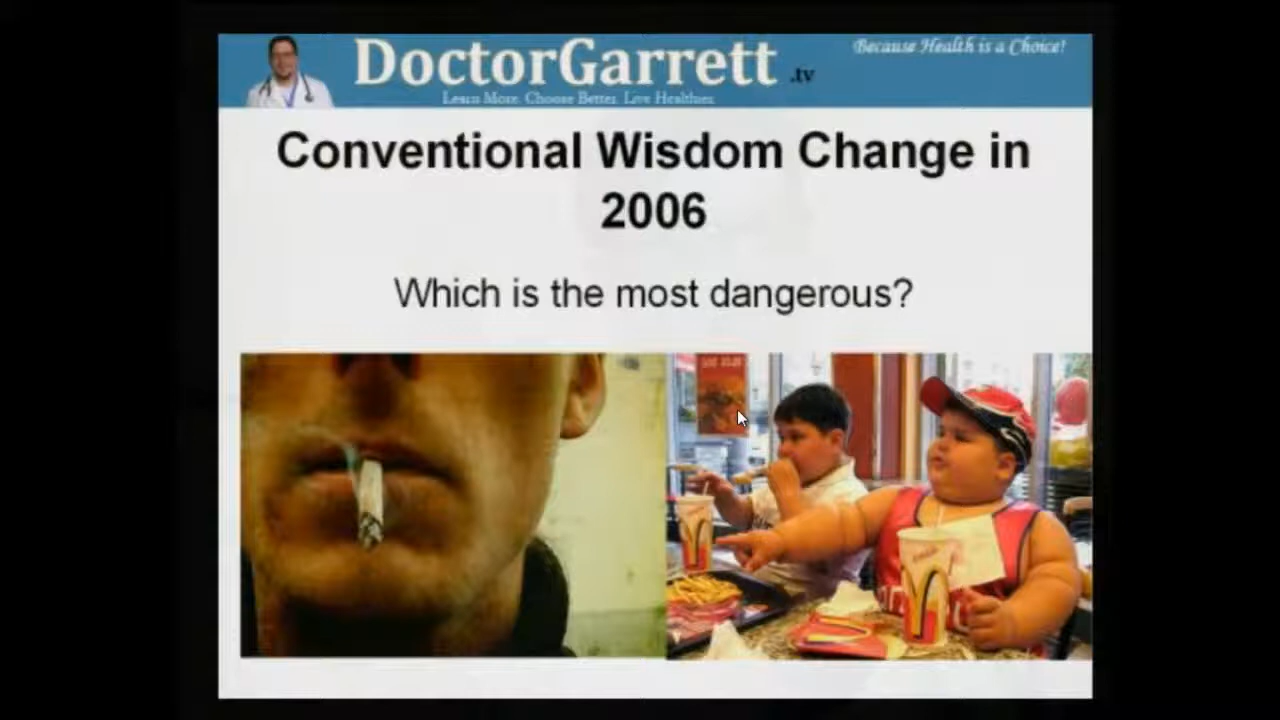 DoctorGarrett .tv
Because Health is a Choice!
Learn More. Choose Better. Live Healthier.
Conventional Wisdom Change in
2006
Which is the most dangerous?